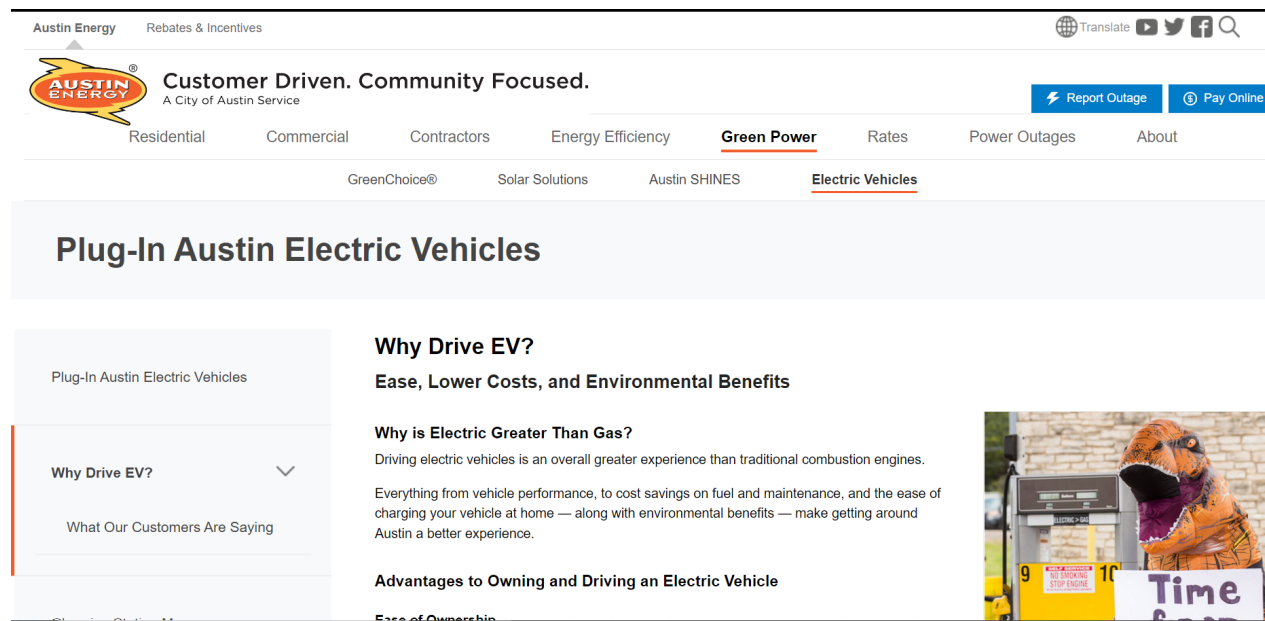 Austin Energy Rebates & Incentives Translate
AUSTIN ENERGY ®
Customer Driven. Community Focused.
A City of Austin Service
Report Outage Pay Online
Residential Commercial Contractors Energy Efficiency Green Power Rates Power Outages About
GreenChoice® Solar Solutions Austin SHINES Electric Vehicles
Plug-In Austin Electric Vehicles
Plug-In Austin Electric Vehicles
Why Drive EV?
What Our Customers Are Saying
Why Drive EV?
Ease, Lower Costs, and Environmental Benefits
Why is Electric Greater Than Gas?
Driving electric vehicles is an overall greater experience than traditional combustion engines.
Everything from vehicle performance, to cost savings on fuel and maintenance, and the ease of
charging your vehicle at home — along with environmental benefits — make getting around
Austin a better experience.
Advantages to Owning and Driving an Electric Vehicle
Ease of Ownership
ELECTRIC > GAS
9 10
SELF SERVICE
NO SMOKING
STOP ENGINE
Time